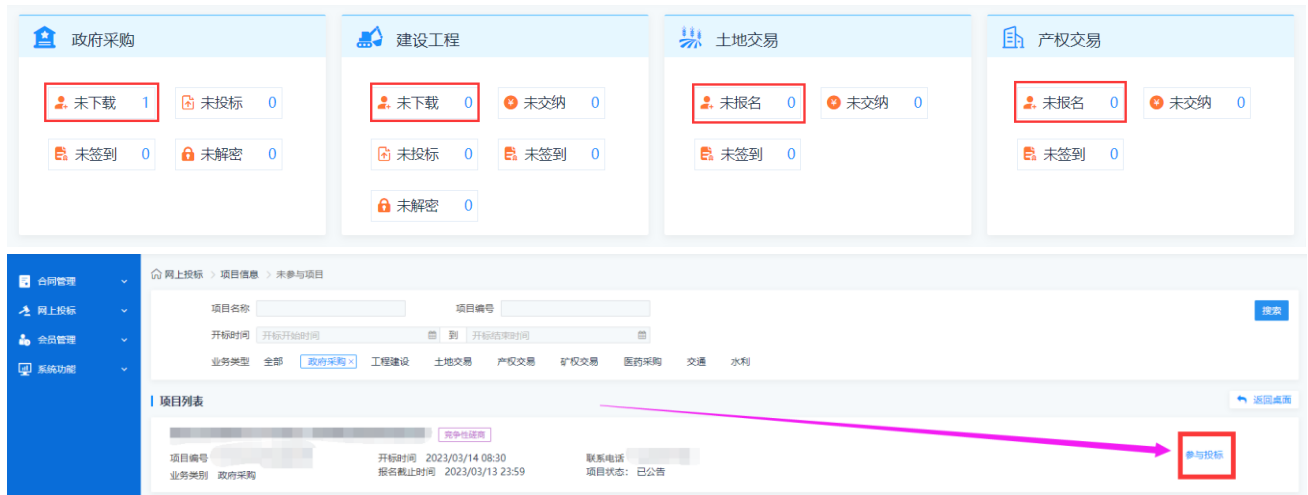 政府采购 建设工程 土地交易 产权交易
未下载 1 未投标 0 未下载 0 未交纳 0 未报名 0 未交纳 0 未报名 0 未交纳 0
未签到 0 未解密 0 未投标 0 未签到 0 未签到 0 未签到 0
未解密 0
合同管理
网上投标
会员管理
系统功能
网上投标 > 项目信息 > 未参与项目
项目名称 项目编号 搜索
开标时间 开标开始时间 到 开标结束时间
业务类型 全部 政府采购× 工程建设 土地交易 产权交易 矿权交易 医药采购 交通 水利
项目列表 返回桌面
竞争性磋商
项目编号 开标时间 2023/03/14 08:30 联系电话
参与投标
业务类别 政府采购 报名截止时间 2023/03/13 23:59 项目状态: 已公告